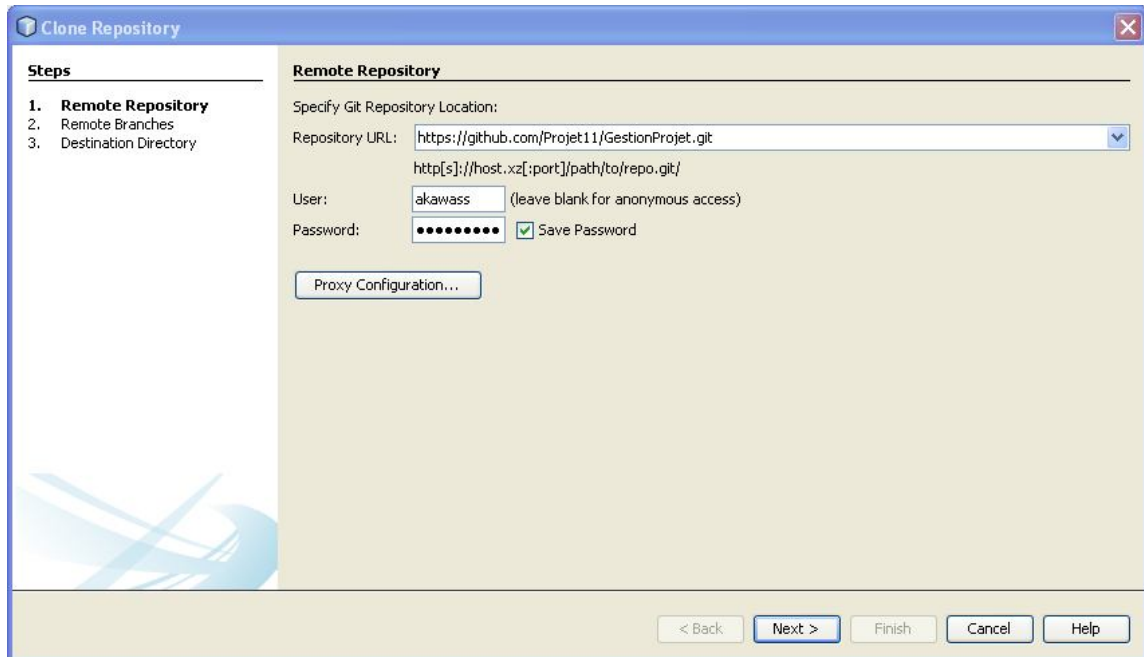 Clone Repository
Steps
1. Remote Repository
2. Remote Branches
3. Destination Directory
Remote Repository
Specify Git Repository Location:
Repository URL: https://github.com/Projet11/GestionProjet.git
http[s]://host.xz[:port]/path/to/repo.git/
User: akawass (leave blank for anonymous access)
Password: ●●●●●●●●● Save Password
Proxy Configuration...
< Back Next > Finish Cancel Help